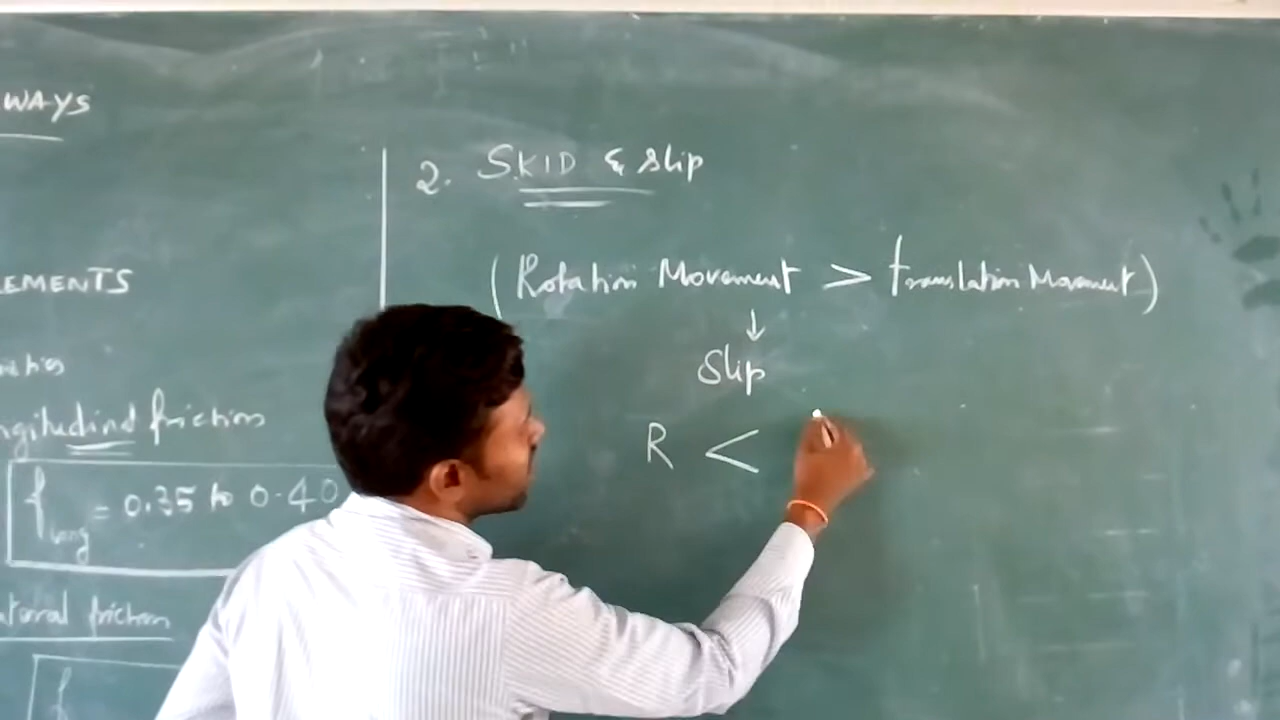 WAYS
EMENTS
ngitudinal friction
f long = 0.35 to 0.40
ateral friction
f
2. SKID & Slip
(Rotation Movement > translation Movement)
↓
Slip
R <